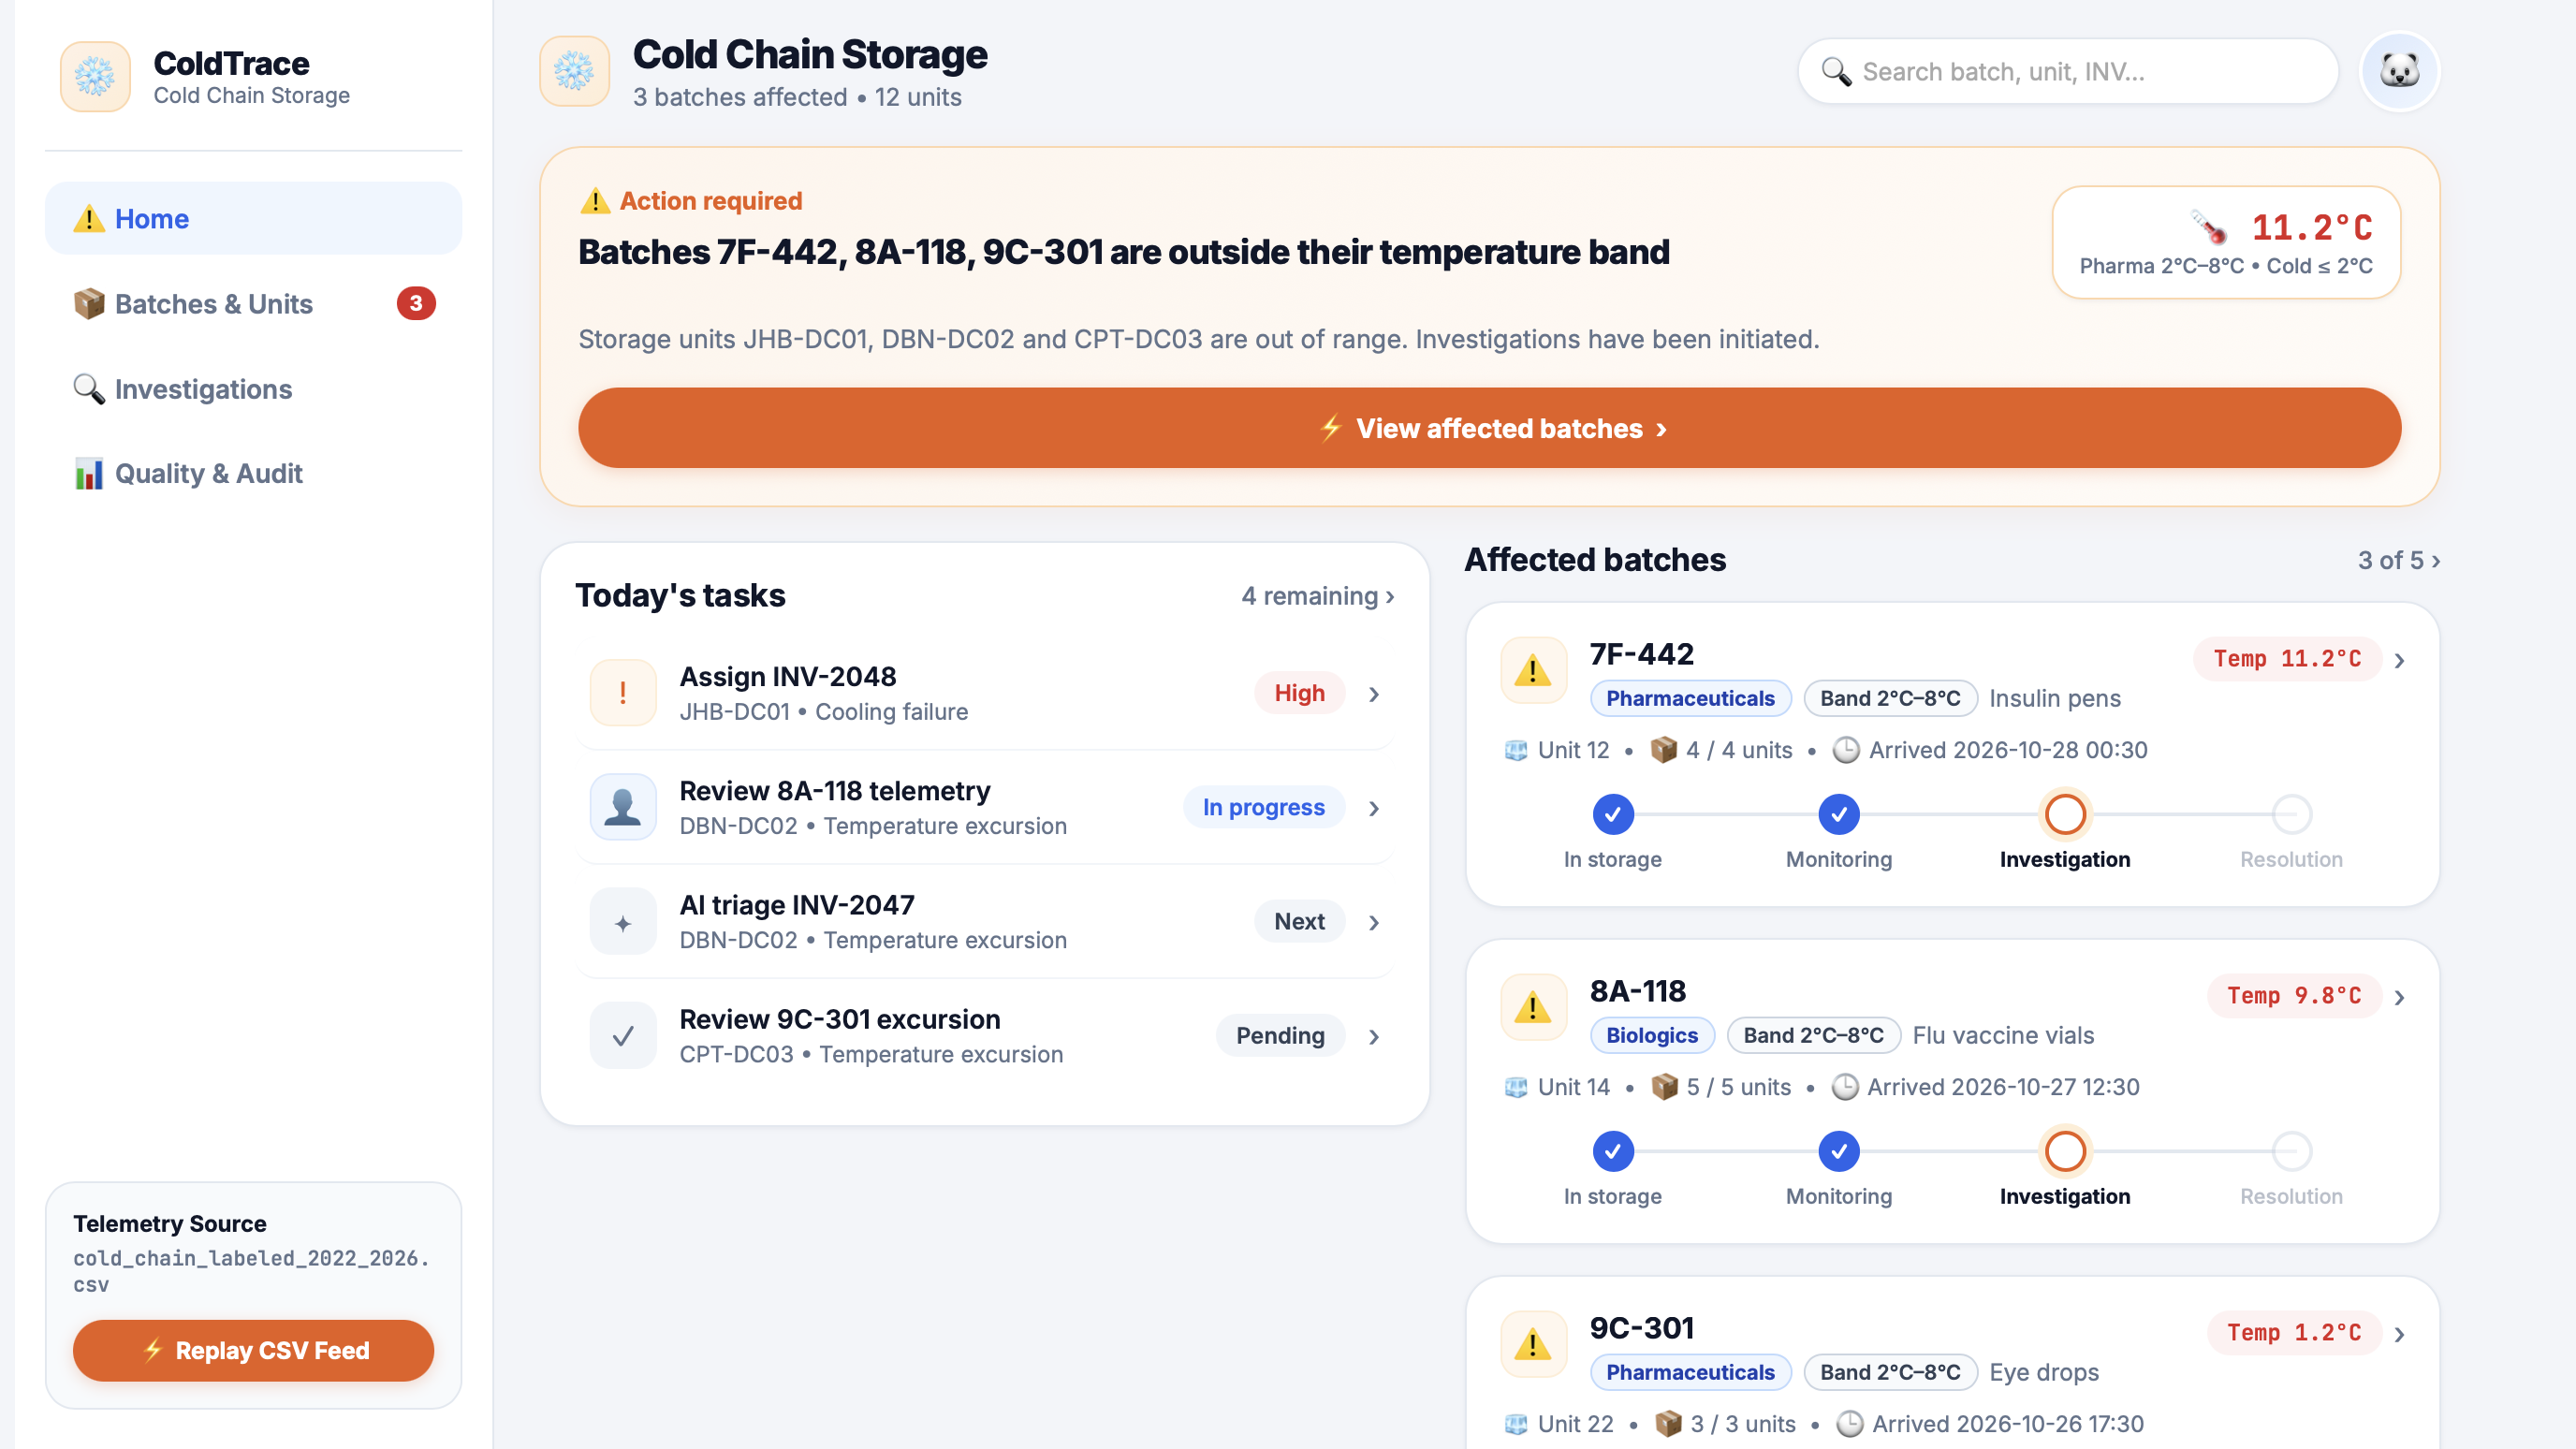 ColdTrace
Cold Chain Storage
Home
Batches & Units
3
Investigations
Quality & Audit
Telemetry Source
cold_chain_labeled_2022_2026.
csv
Replay CSV Feed
Cold Chain Storage
3 batches affected • 12 units
Search batch, unit, INV...
Action required
Batches 7F-442, 8A-118, 9C-301 are outside their temperature band
11.2°C
Pharma 2°C–8°C • Cold ≤ 2°C
Storage units JHB-DC01, DBN-DC02 and CPT-DC03 are out of range. Investigations have been initiated.
View affected batches ›
Today's tasks
4 remaining ›
Assign INV-2048
JHB-DC01 • Cooling failure
High ›
Review 8A-118 telemetry
DBN-DC02 • Temperature excursion
In progress ›
AI triage INV-2047
DBN-DC02 • Temperature excursion
Next ›
Review 9C-301 excursion
CPT-DC03 • Temperature excursion
Pending ›
Affected batches
3 of 5 ›
7F-442
Temp 11.2°C ›
Pharmaceuticals Band 2°C–8°C Insulin pens
Unit 12 • 4 / 4 units • Arrived 2026-10-28 00:30
In storage Monitoring Investigation Resolution
8A-118
Temp 9.8°C ›
Biologics Band 2°C–8°C Flu vaccine vials
Unit 14 • 5 / 5 units • Arrived 2026-10-27 12:30
In storage Monitoring Investigation Resolution
9C-301
Temp 1.2°C ›
Pharmaceuticals Band 2°C–8°C Eye drops
Unit 22 • 3 / 3 units • Arrived 2026-10-26 17:30